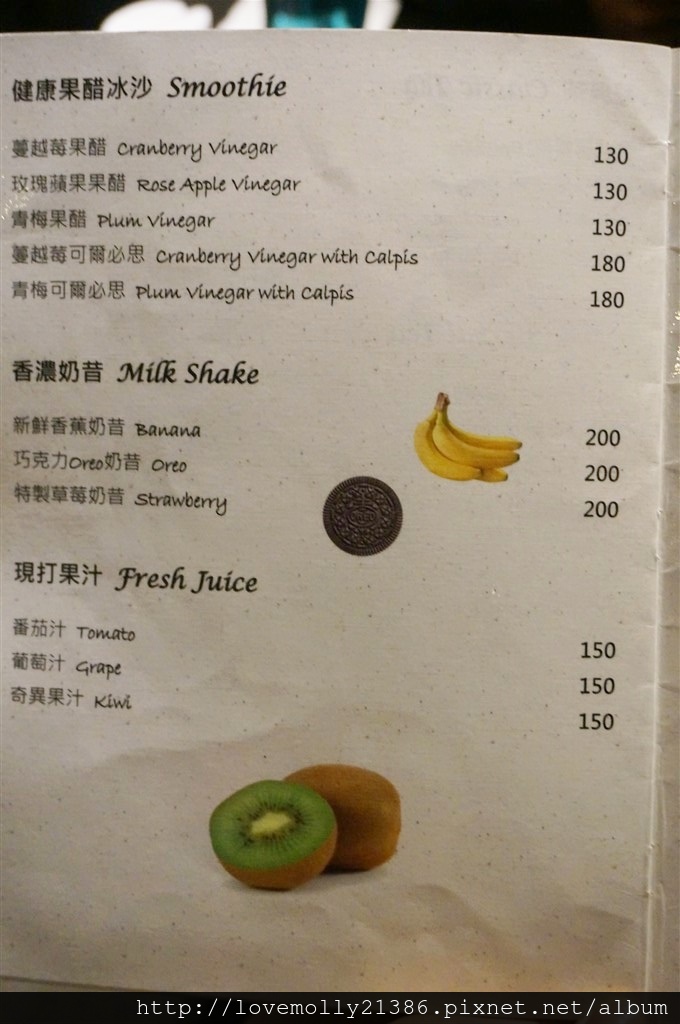 健康果醋冰沙 Smoothie
蔓越莓果醋 Cranberry Vinegar 130
玫瑰蘋果果醋 Rose Apple Vinegar 130
青梅果醋 Plum Vinegar 130
蔓越莓可爾必思 Cranberry Vinegar with Calpis 180
青梅可爾必思 Plum Vinegar with Calpis 180
香濃奶昔 Milk Shake
新鮮香蕉奶昔 Banana 200
巧克力Oreo奶昔 Oreo 200
特製草莓奶昔 Strawberry 200
現打果汁 Fresh Juice
番茄汁 Tomato 150
葡萄汁 Grape 150
奇異果汁 Kiwi 150
http://lovemolly21386.pixnet.net/album